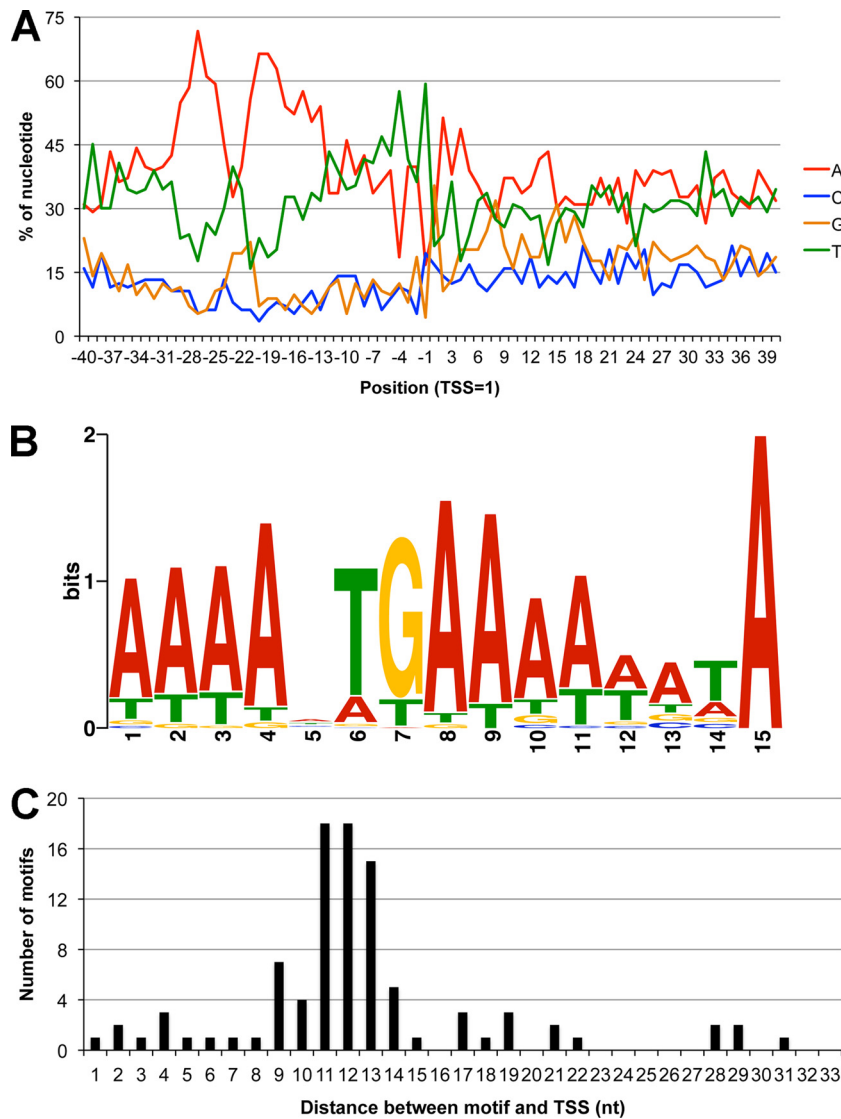 A
75
60
45
30
15
0
% of nucleotide
-40 -37 -34 -31 -28 -25 -22 -19 -16 -13 -10 -7 -4 -1 3 6 9 12 15 18 21 24 27 30 33 36 39
Position (TSS=1)
A
C
G
T
B
2
1
0
bits
1 2 3 4 5 6 7 8 9 10 11 12 13 14 15
A A A A T G A A A A A A T A
T T T T A T T T T T T T A
C
20
16
12
8
4
0
Number of motifs
1 2 3 4 5 6 7 8 9 10 11 12 13 14 15 16 17 18 19 20 21 22 23 24 25 26 27 28 29 30 31 32 33
Distance between motif and TSS (nt)